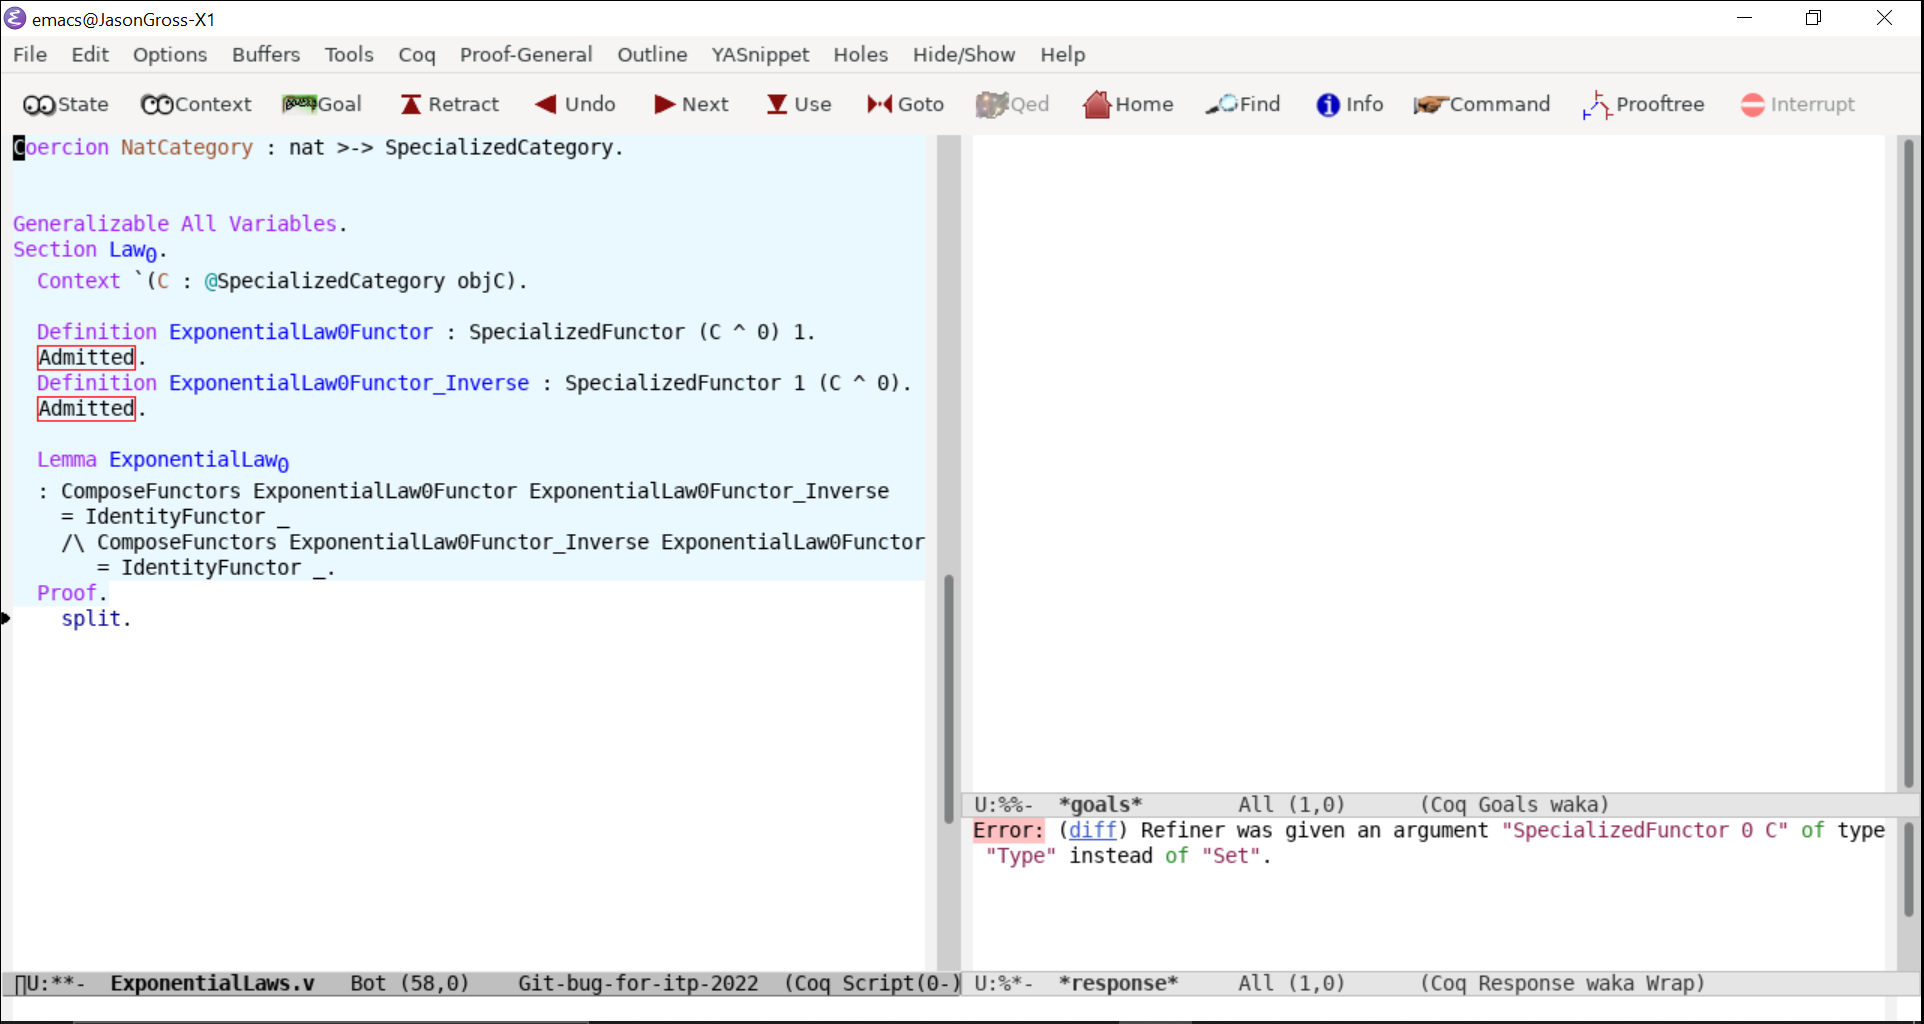 emacs@JasonGross-X1
File Edit Options Buffers Tools Coq Proof-General Outline YASnippet Holes Hide/Show Help
State Context Goal Retract Undo Next Use Goto Qed Home Find Info Command Prooftree Interrupt
Coercion NatCategory : nat >-> SpecializedCategory.
Generalizable All Variables.
Section Law₀.
Context `(C : @SpecializedCategory objC).
Definition ExponentialLaw0Functor : SpecializedFunctor (C ^ 0) 1.
Admitted.
Definition ExponentialLaw0Functor_Inverse : SpecializedFunctor 1 (C ^ 0).
Admitted.
Lemma ExponentialLaw₀
: ComposeFunctors ExponentialLaw0Functor ExponentialLaw0Functor_Inverse
= IdentityFunctor _
/\ ComposeFunctors ExponentialLaw0Functor_Inverse ExponentialLaw0Functor
= IdentityFunctor _.
Proof.
split.
U:**- ExponentialLaws.v Bot (58,0) Git-bug-for-itp-2022 (Coq Script(0-)
U:%%- *goals* All (1,0) (Coq Goals waka)
Error: (diff) Refiner was given an argument "SpecializedFunctor 0 C" of type
"Type" instead of "Set".
U:%*- *response* All (1,0) (Coq Response waka Wrap)